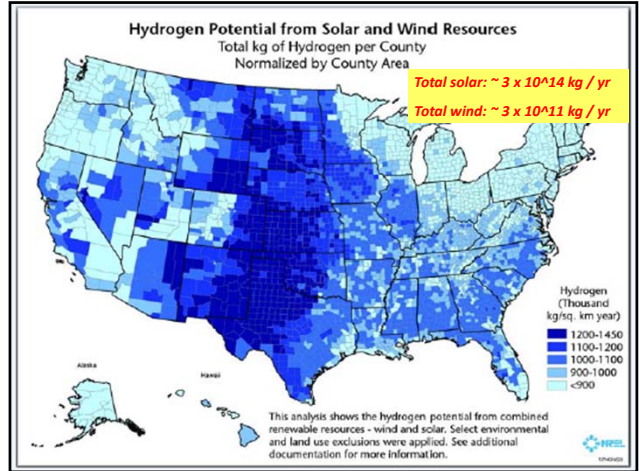 Hydrogen Potential from Solar and Wind Resources
Total kg of Hydrogen per County
Normalized by County Area
Total solar: ~ 3 x 10^14 kg / yr
Total wind: ~ 3 x 10^11 kg / yr
Hydrogen
(Thousand
kg/sq. km year)
1200-1450
1100-1200
1000-1100
900-1000
<900
Alaska
Hawaii
This analysis shows the hydrogen potential from combined
renewable resources - wind and solar. Select environmental
and land use exclusions were applied. See additional
documentation for more information.
NREL